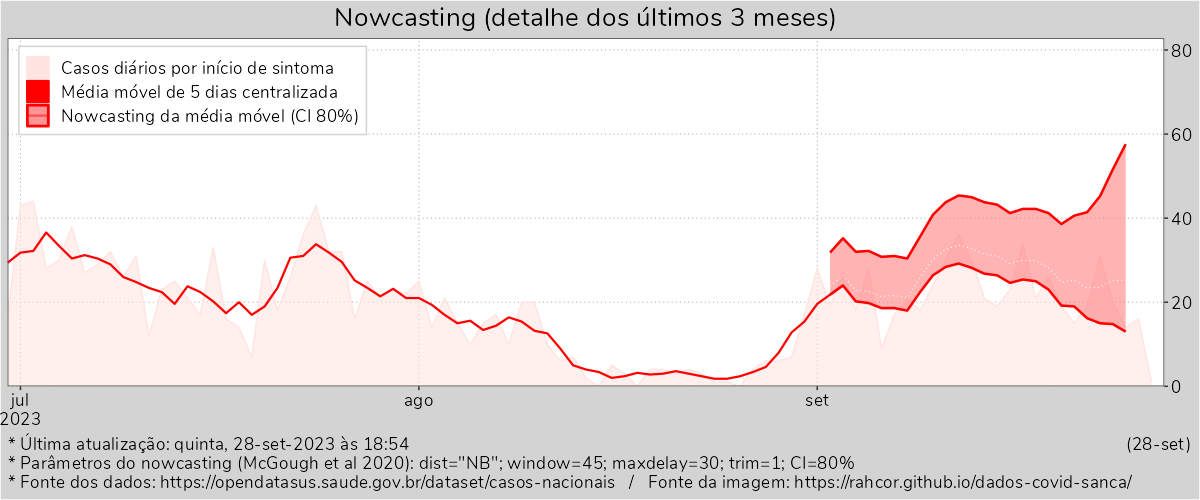 Nowcasting (detalhe dos últimos 3 meses)
Casos diários por início de sintoma
Média móvel de 5 dias centralizada
Nowcasting da média móvel (CI 80%)
80
60
40
20
0
jul
2023
ago
set
* Última atualização: quinta, 28-set-2023 às 18:54
(28-set)
* Parâmetros do nowcasting (McGough et al 2020): dist="NB"; window=45; maxdelay=30; trim=1; CI=80%
* Fonte dos dados: https://opendatasus.saude.gov.br/dataset/casos-nacionais / Fonte da imagem: https://rahcor.github.io/dados-covid-sanca/